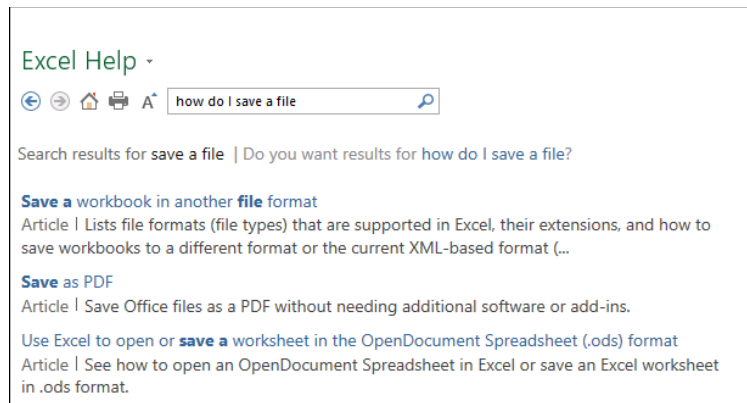 Excel Help
A
how do I save a file
Search results for save a file | Do you want results for how do I save a file?
Save a workbook in another file format
Article | Lists file formats (file types) that are supported in Excel, their extensions, and how to
save workbooks to a different format or the current XML-based format (...
Save as PDF
Article | Save Office files as a PDF without needing additional software or add-ins.
Use Excel to open or save a worksheet in the OpenDocument Spreadsheet (.ods) format
Article | See how to open an OpenDocument Spreadsheet in Excel or save an Excel worksheet
in .ods format.